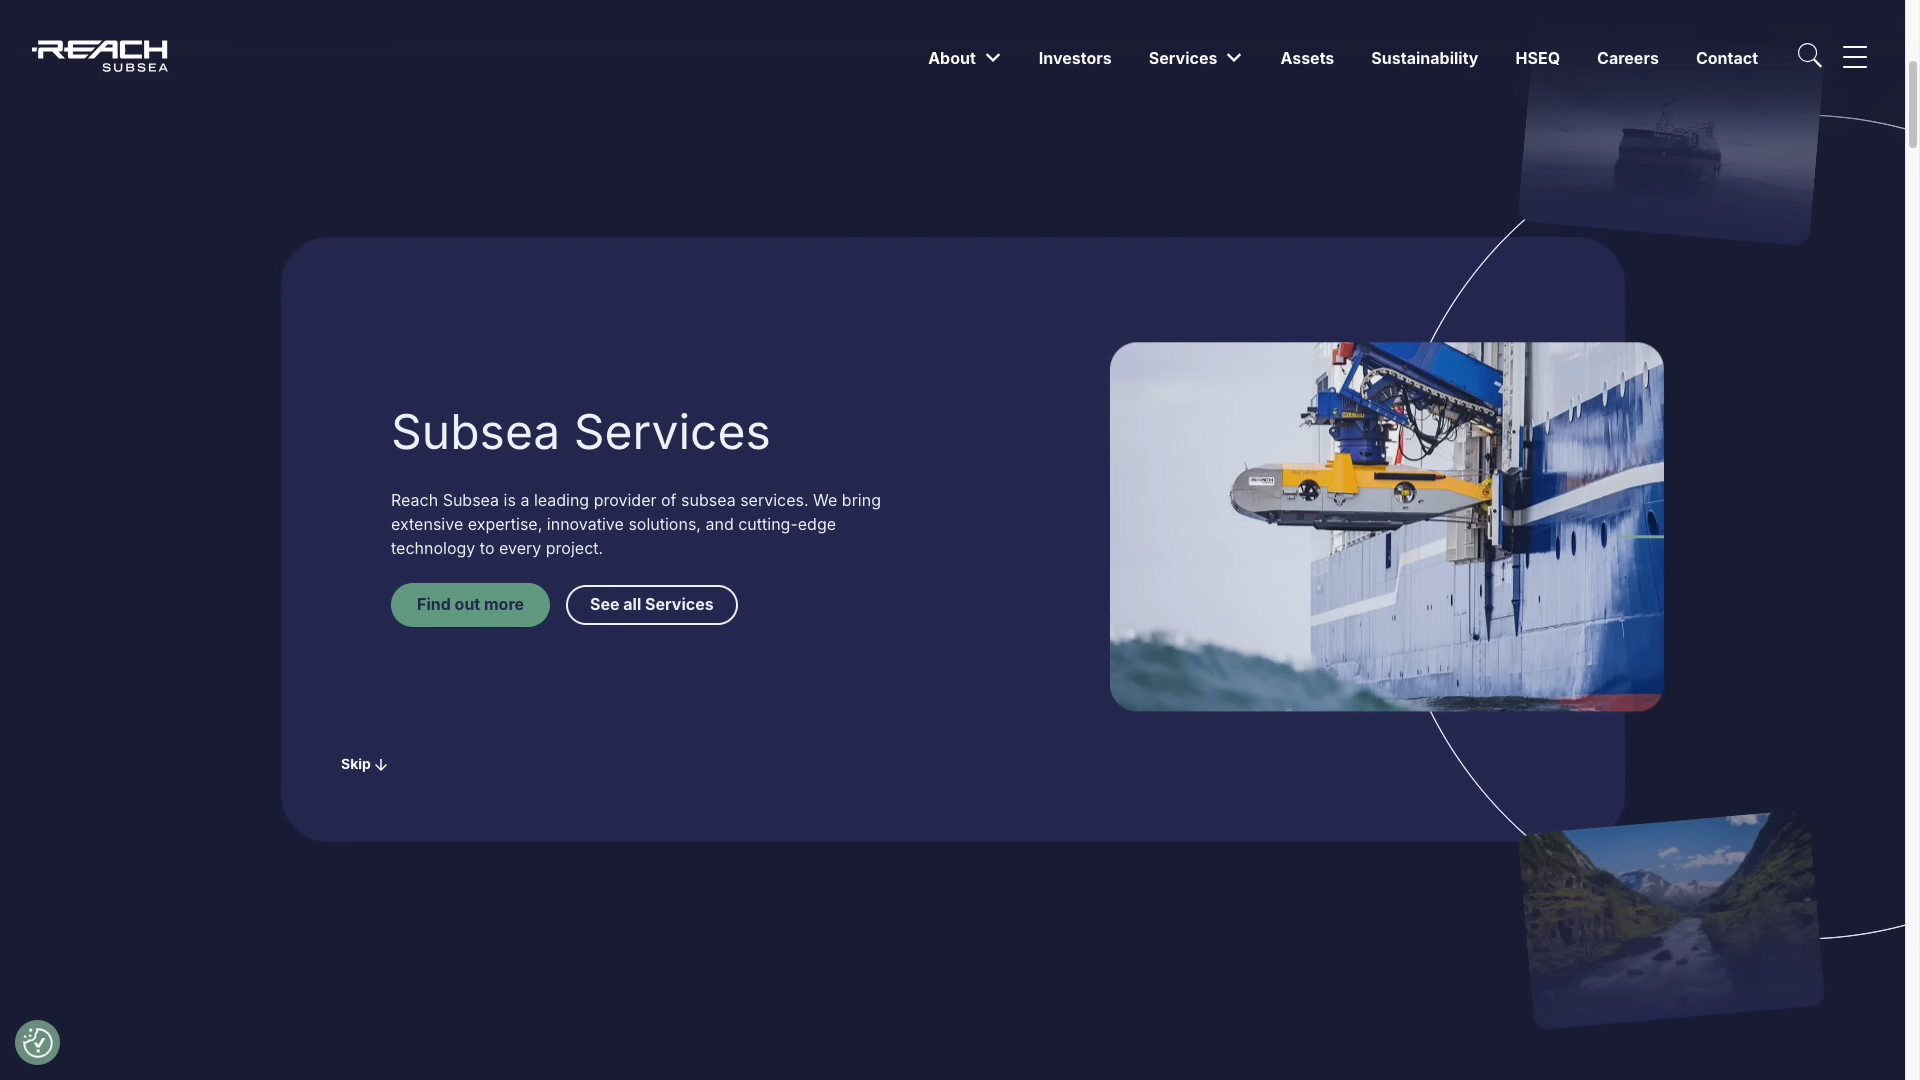 REACH
SUBSEA
About
Investors
Services
Assets
Sustainability
HSEQ
Careers
Contact
Subsea Services
Reach Subsea is a leading provider of subsea services. We bring
extensive expertise, innovative solutions, and cutting-edge
technology to every project.
Find out more
See all Services
REACH
Skip